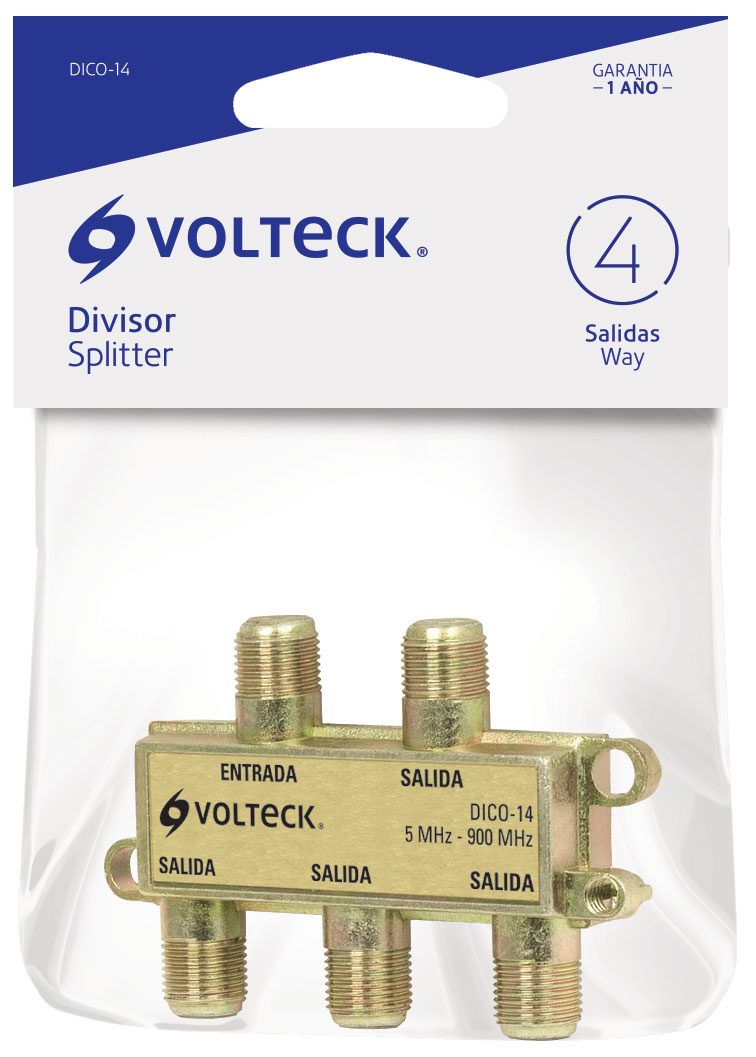 DICO-14
GARANTIA
– 1 AÑO –
VOLTECK®
4
Divisor
Splitter
Salidas
Way
ENTRADA
SALIDA
VOLTECK®
DICO-14
5 MHz - 900 MHz
SALIDA
SALIDA
SALIDA